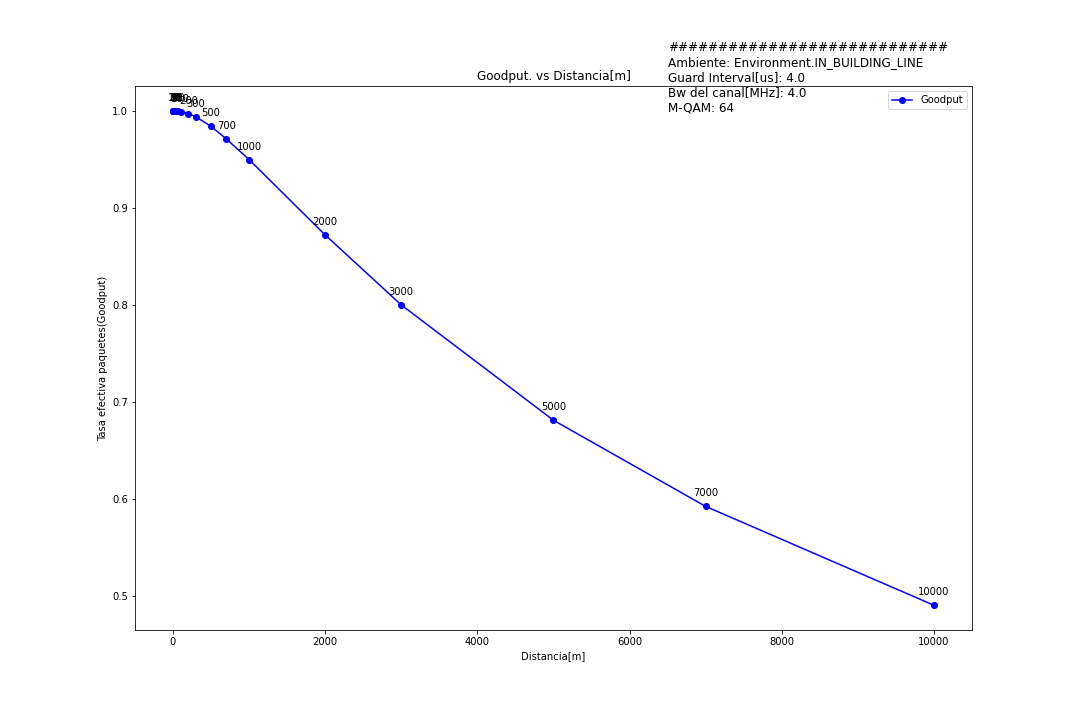 ###########################
Ambiente: Environment.IN_BUILDING_LINE
Guard Interval[us]: 4.0
Bw del canal[MHz]: 4.0
M-QAM: 64
Goodput. vs Distancia[m]
Goodput
200
300
500
700
1000
2000
3000
5000
7000
10000
1.0
0.9
0.8
0.7
0.6
0.5
Tasa efectiva paquetes(Goodput)
0
2000
4000
6000
8000
10000
Distancia[m]